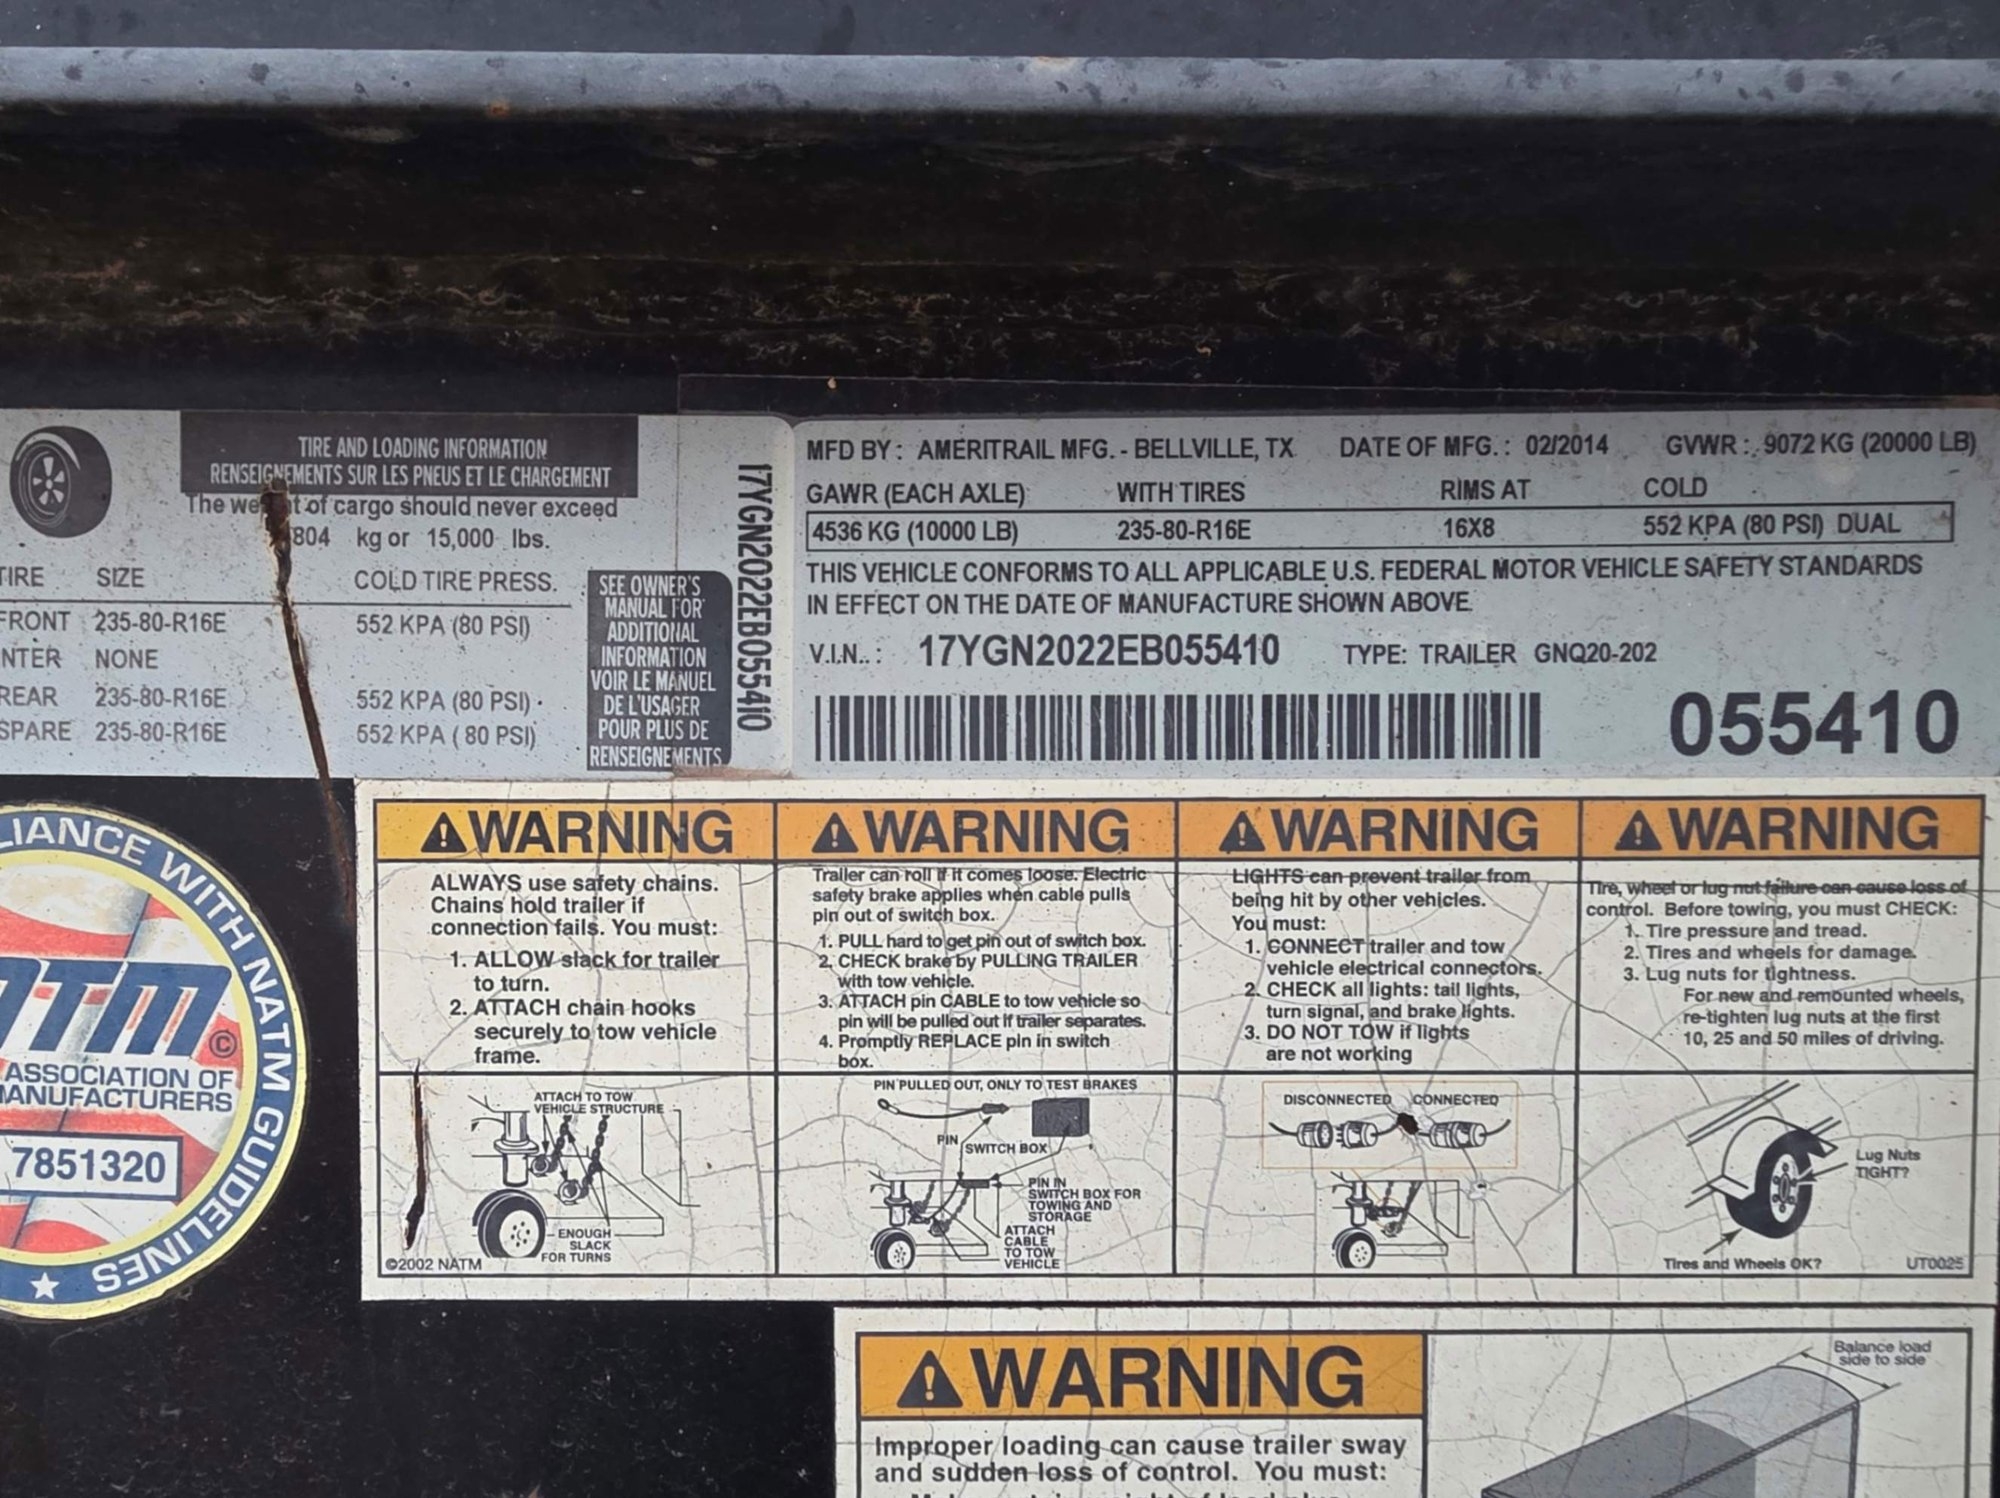 TIRE AND LOADING INFORMATION
RENSEIGNEMENTS SUR LES PNEUS ET LE CHARGEMENT
The of cargo should never exceed
804 kg or 15,000 lbs.
TIRE SIZE COLD TIRE PRESS.
FRONT 235-80-R16E 552 KPA (80 PSI)
NTER NONE
REAR 235-80-R16E 552 KPA (80 PSI)
SPARE 235-80-R16E 552 KPA (80 PSI)
SEE OWNER'S
MANUAL FOR
ADDITIONAL
INFORMATION
VOIR LE MANUEL
DE L'USAGER
POUR PLUS DE
RENSEIGNEMENTS
17YGN2022EB055410
MFD BY: AMERITRAIL MFG. - BELLVILLE, TX DATE OF MFG.: 02/2014 GVWR: 9072 KG (20000 LB)
GAWR (EACH AXLE) WITH TIRES RIMS AT COLD
4536 KG (10000 LB) 235-80-R16E 16X8 552 KPA (80 PSI) DUAL
THIS VEHICLE CONFORMS TO ALL APPLICABLE U.S. FEDERAL MOTOR VEHICLE SAFETY STANDARDS
IN EFFECT ON THE DATE OF MANUFACTURE SHOWN ABOVE.
V.I.N.: 17YGN2022EB055410 TYPE: TRAILER GNQ20-202
055410
LIANCE WITH NATM GUIDELINES
NATM ©
ASSOCIATION OF
MANUFACTURERS
7851320
WARNING
ALWAYS use safety chains.
Chains hold trailer if
connection fails. You must:
1. ALLOW slack for trailer
to turn.
2. ATTACH chain hooks
securely to tow vehicle
frame.
ATTACH TO TOW
VEHICLE STRUCTURE
ENOUGH
SLACK
FOR TURNS
©2002 NATM
WARNING
Trailer can roll if it comes loose. Electric
safety brake applies when cable pulls
pin out of switch box.
1. PULL hard to get pin out of switch box.
2. CHECK brake by PULLING TRAILER
with tow vehicle.
3. ATTACH pin CABLE to tow vehicle so
pin will be pulled out if trailer separates.
4. Promptly REPLACE pin in switch
box.
PIN PULLED OUT, ONLY TO TEST BRAKES
PIN
SWITCH BOX
PIN IN
SWITCH BOX FOR
TOWING AND
STORAGE
ATTACH
CABLE
TO TOW
VEHICLE
WARNING
LIGHTS can prevent trailer from
being hit by other vehicles.
You must:
1. CONNECT trailer and tow
vehicle electrical connectors.
2. CHECK all lights: tail lights,
turn signal, and brake lights.
3. DO NOT TOW if lights
are not working
DISCONNECTED CONNECTED
WARNING
Tire, wheel or lug nut failure can cause loss of
control. Before towing, you must CHECK:
1. Tire pressure and tread.
2. Tires and wheels for damage.
3. Lug nuts for tightness.
For new and remounted wheels,
re-tighten lug nuts at the first
10, 25 and 50 miles of driving.
Lug Nuts
TIGHT?
Tires and Wheels OK?
UT0025
WARNING
Improper loading can cause trailer sway
and sudden loss of control. You must:
Balance load
side to side